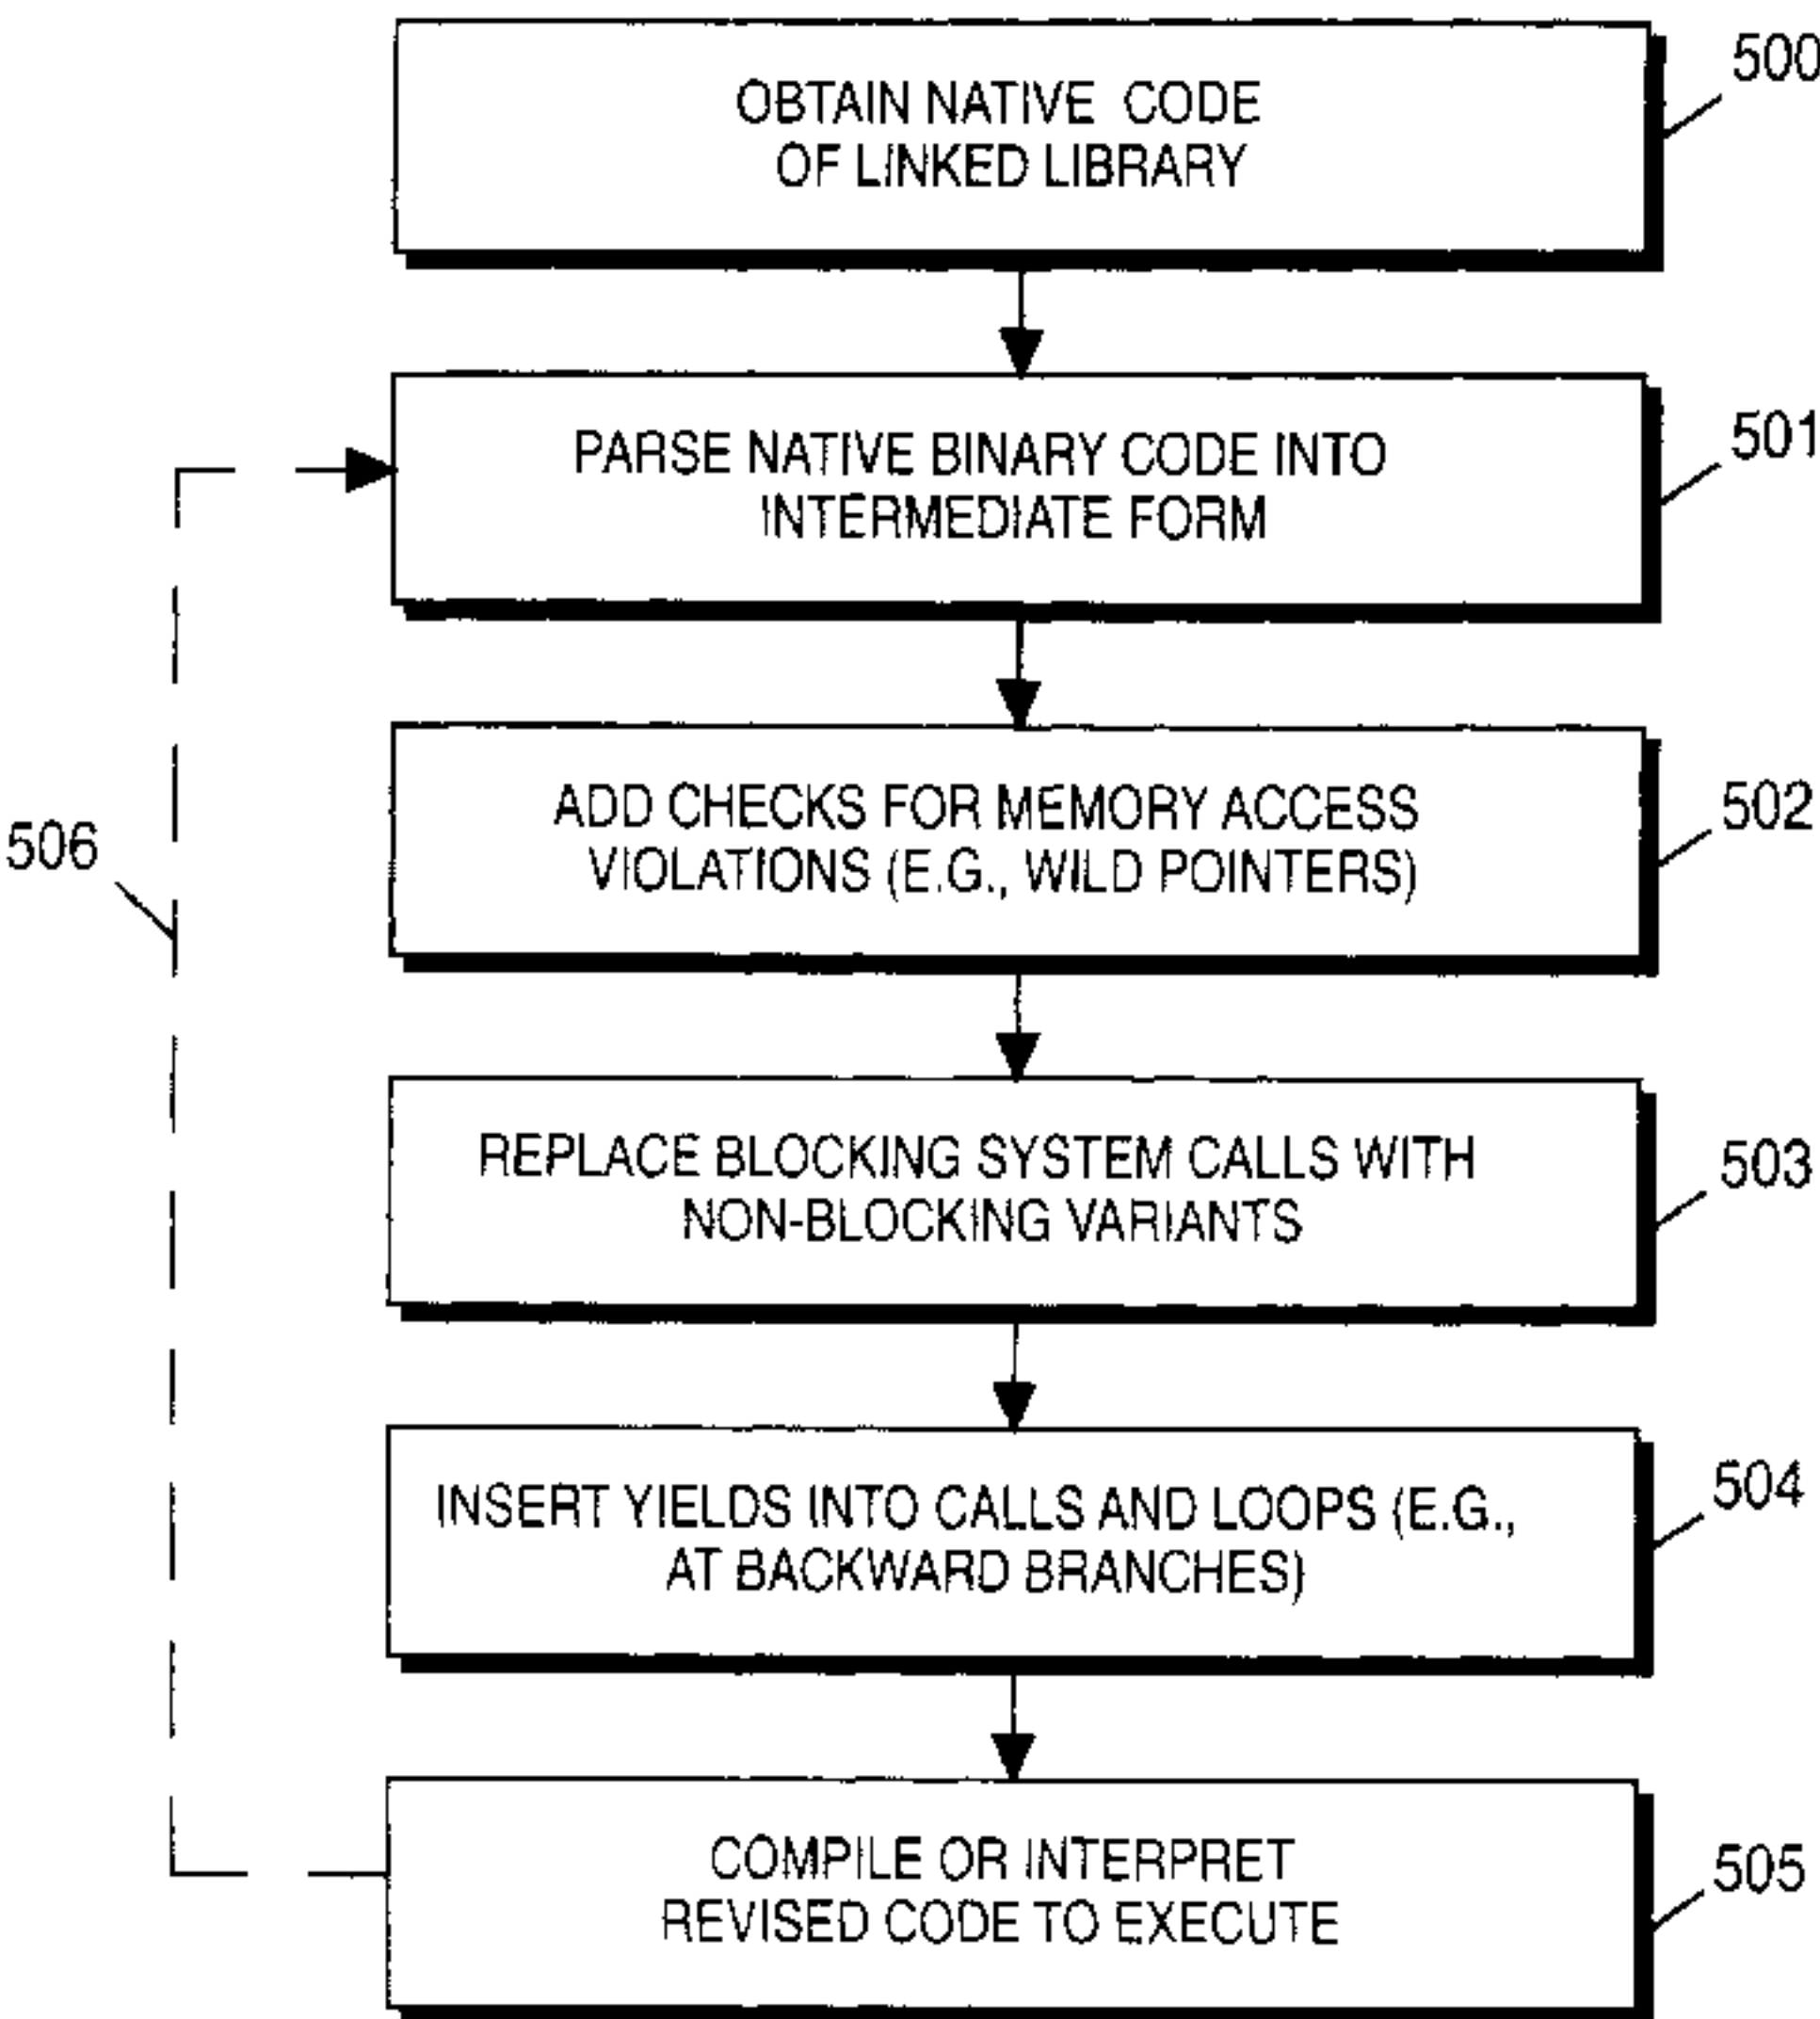 OBTAIN NATIVE CODE
OF LINKED LIBRARY
500
PARSE NATIVE BINARY CODE INTO
INTERMEDIATE FORM
501
ADD CHECKS FOR MEMORY ACCESS
VIOLATIONS (E.G., WILD POINTERS)
502
506
REPLACE BLOCKING SYSTEM CALLS WITH
NON-BLOCKING VARIANTS
503
INSERT YIELDS INTO CALLS AND LOOPS (E.G.,
AT BACKWARD BRANCHES)
504
COMPILE OR INTERPRET
REVISED CODE TO EXECUTE
505